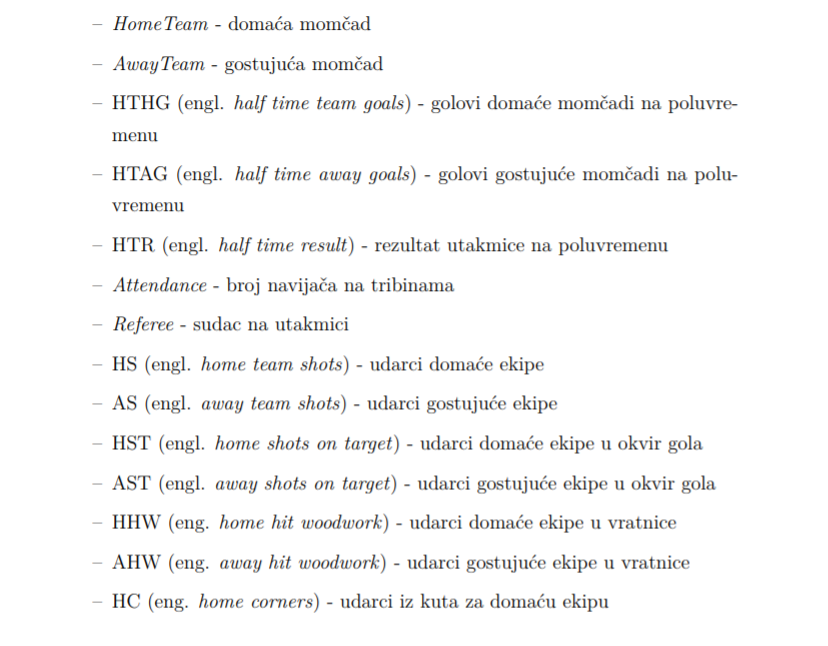 – HomeTeam - domaća momčad
– AwayTeam - gostujuća momčad
– HTHG (engl. half time team goals) - golovi domaće momčadi na poluvre-
menu
– HTAG (engl. half time away goals) - golovi gostujuće momčadi na polu-
vremenu
– HTR (engl. half time result) - rezultat utakmice na poluvremenu
– Attendance - broj navijača na tribinama
– Referee - sudac na utakmici
– HS (engl. home team shots) - udarci domaće ekipe
– AS (engl. away team shots) - udarci gostujuće ekipe
– HST (engl. home shots on target) - udarci domaće ekipe u okvir gola
– AST (engl. away shots on target) - udarci gostujuće ekipe u okvir gola
– HHW (eng. home hit woodwork) - udarci domaće ekipe u vratnice
– AHW (eng. away hit woodwork) - udarci gostujuće ekipe u vratnice
– HC (eng. home corners) - udarci iz kuta za domaću ekipu